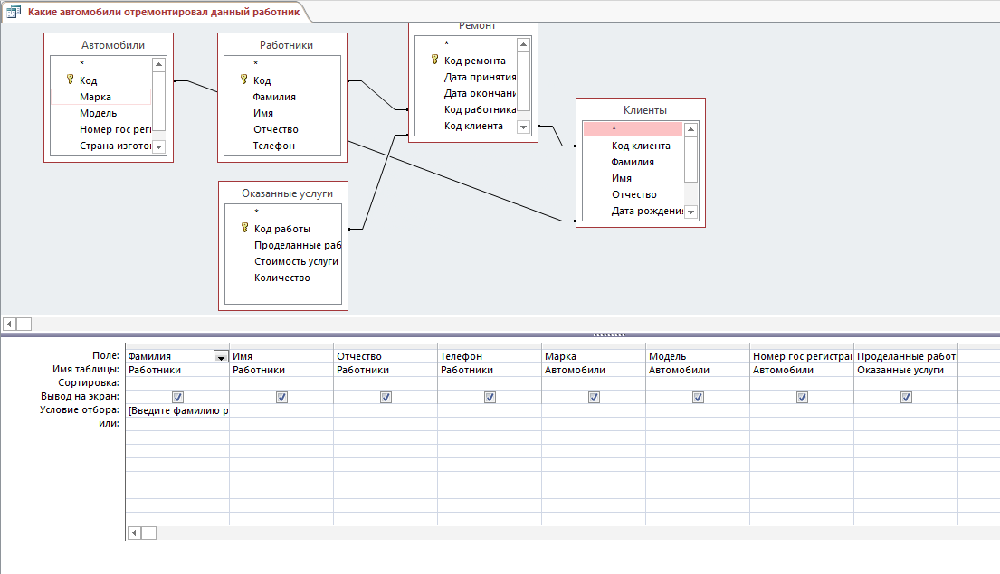 Какие автомобили отремонтировал данный работник
Автомобили
*
Код
Марка
Модель
Номер гос реги
Страна изготов
Работники
*
Код
Фамилия
Имя
Отчество
Телефон
Ремонт
*
Код ремонта
Дата принятия
Дата окончани
Код работника
Код клиента
Клиенты
*
Код клиента
Фамилия
Имя
Отчество
Дата рождения
Оказанные услуги
*
Код работы
Проделанные раб
Стоимость услуги
Количество
Поле: Фамилия Имя Отчество Телефон Марка Модель Номер гос регистрац Проделанные работ
Имя таблицы: Работники Работники Работники Работники Автомобили Автомобили Автомобили Оказанные услуги
Сортировка:
Вывод на экран:
Условие отбора: [Введите фамилию р
или: